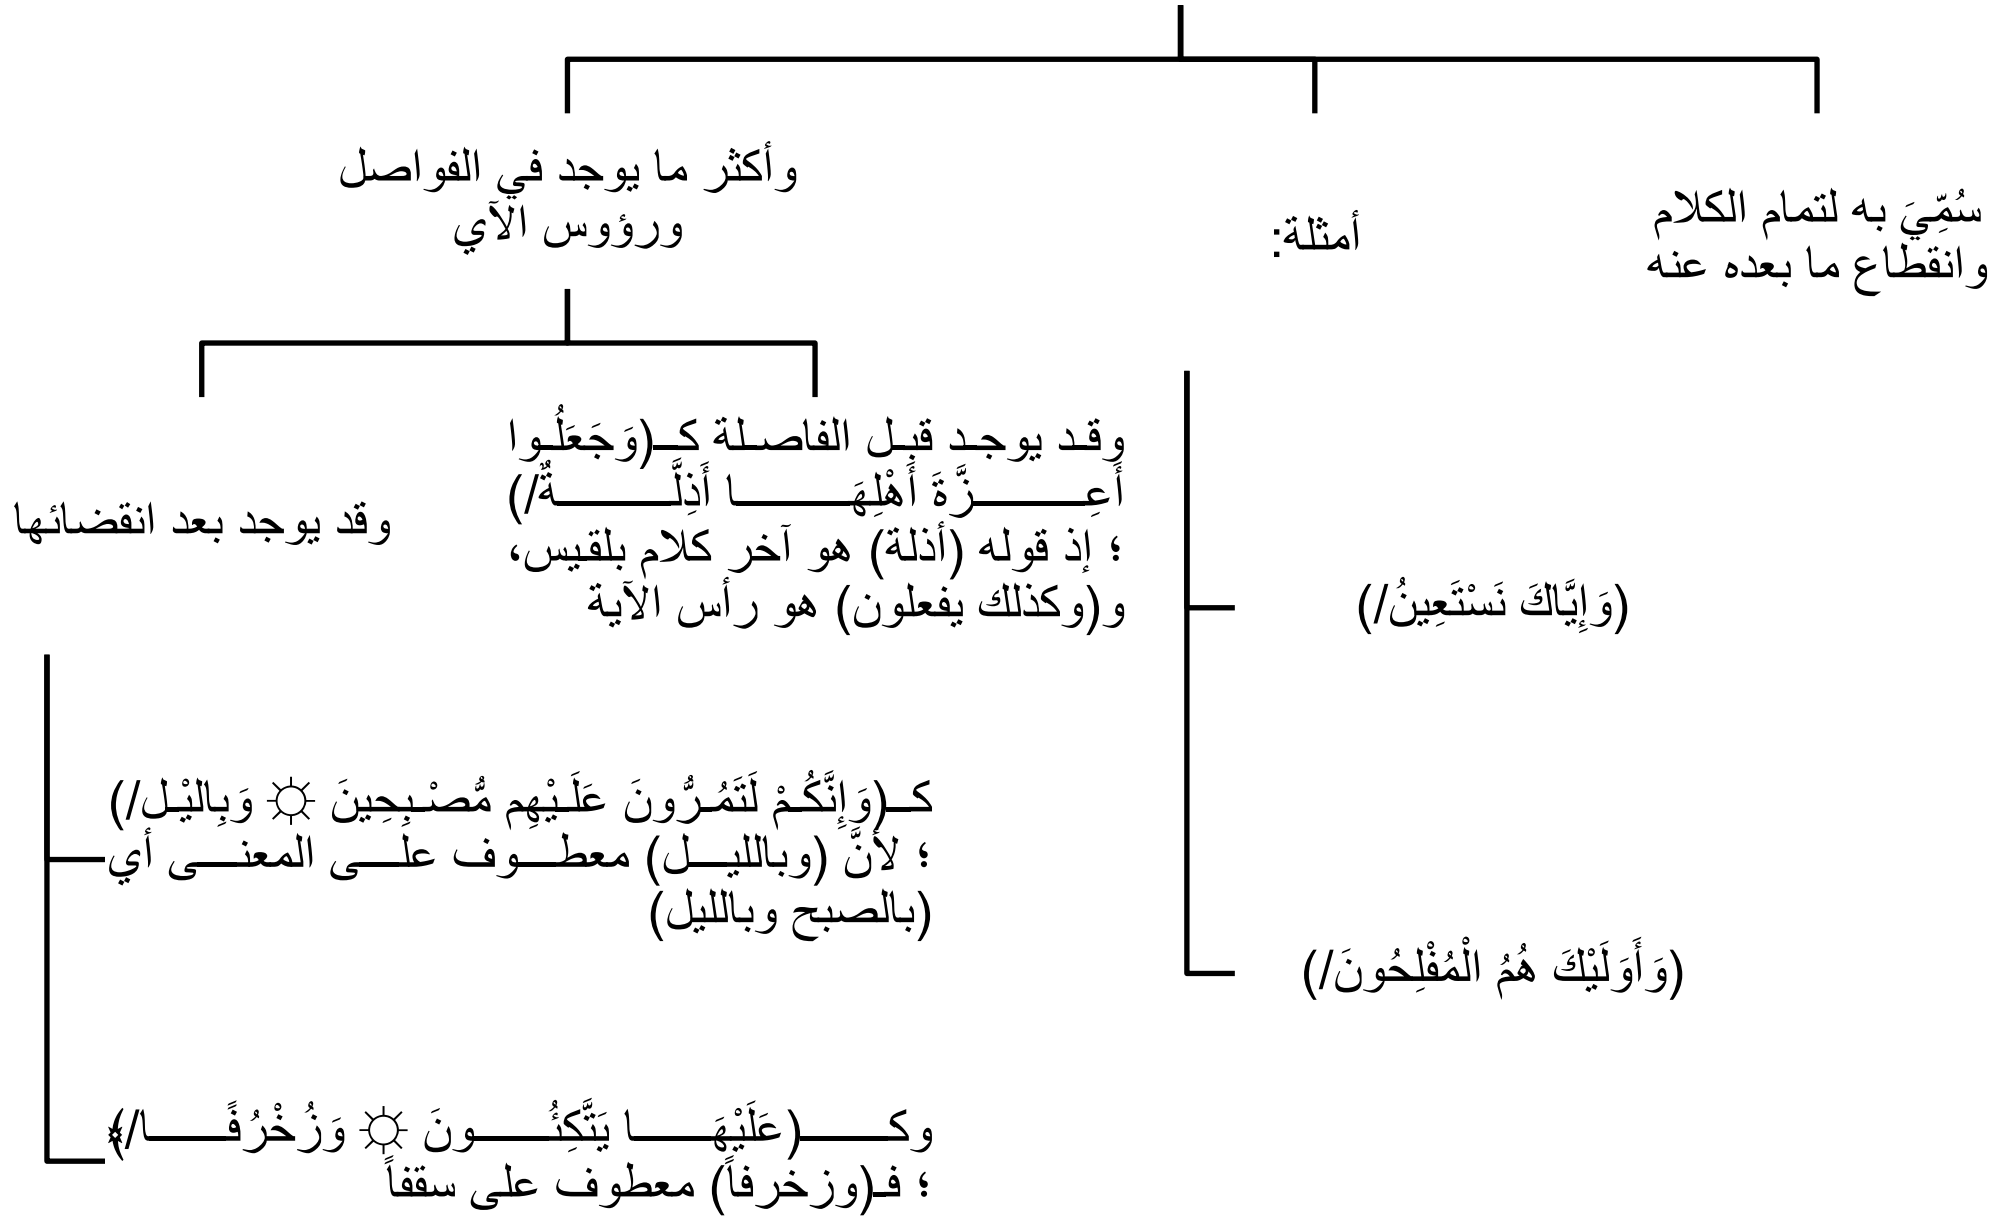 سُمِّيَ به لتمام الكلام
وانقطاع ما بعده عنه
أمثلة:
(وَإِيَّاكَ نَسْتَعِينُ/)
(وَأَوَلَيْكَ هُمُ الْمُفْلِحُونَ/)
وأكثر ما يوجد في الفواصل
ورؤوس الآي
وقد يوجد قبل الفاصلة كـ(وَجَعَلُوا
أَعِزَّةَ أَهْلِهَا أَذِلَّةٌ/)
؛ إذ قوله (أذلة) هو آخر كلام بلقيس،
و(وكذلك يفعلون) هو رأس الآية
وقد يوجد بعد انقضائها
كـ(وَإِنَّكُمْ لَتَمُرُّونَ عَلَيْهِم مُّصْبِحِينَ ☼ وَبِاليْل/)
؛ لأنَّ (وبالليل) معطوف على المعنى أي
(بالصبح وبالليل)
وكـ(عَلَيْهَا يَتَّكِئُونَ ☼ وَزُخْرُفًا/)
؛ فـ(وزخرفاً) معطوف على سقفاً